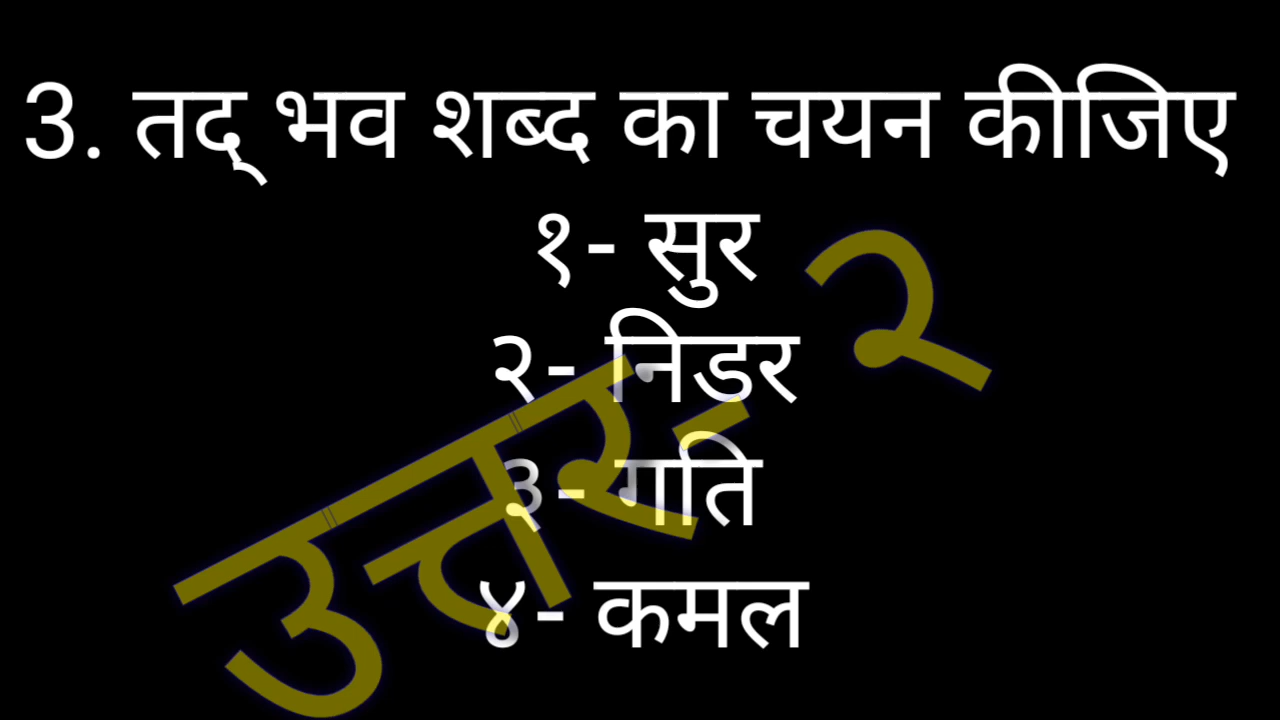 3. तद् भव शब्द का चयन कीजिए
१- सुर
२- निडर
३- गति
४- कमल
उत्तर- २